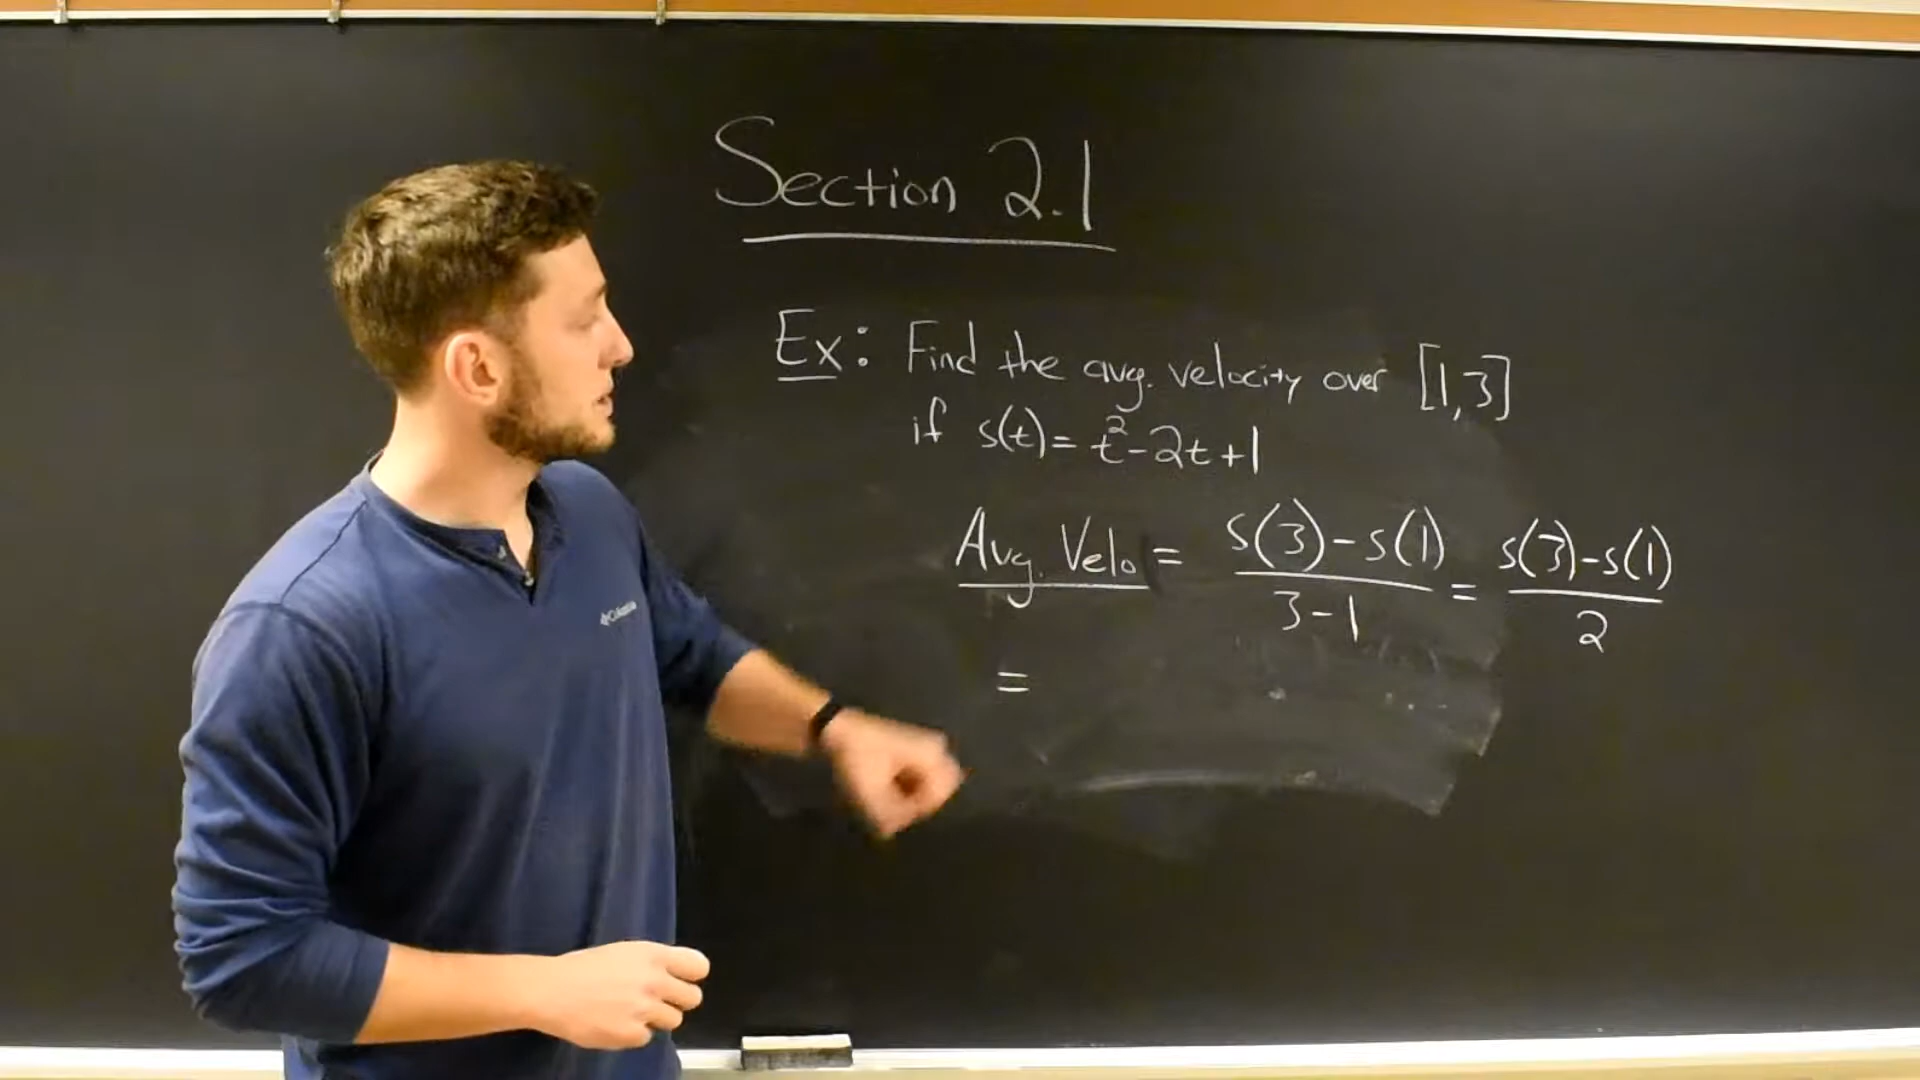 Section 2.1
Ex: Find the avg. velocity over [1,3]
if s(t)= t²-2t+1
Avg. Velo = s(3)-s(1)/3-1 = s(3)-s(1)/2
=
Columbia